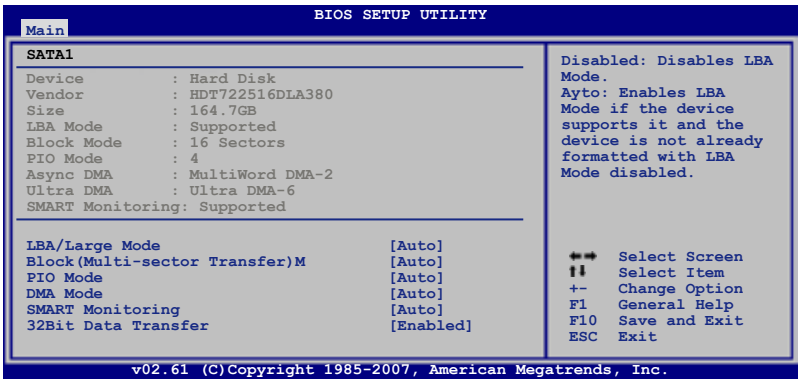 BIOS SETUP UTILITY
Main
SATA1
Device : Hard Disk
Vendor : HDT722516DLA380
Size : 164.7GB
LBA Mode : Supported
Block Mode : 16 Sectors
PIO Mode : 4
Async DMA : MultiWord DMA-2
Ultra DMA : Ultra DMA-6
SMART Monitoring: Supported
LBA/Large Mode [Auto]
Block(Multi-sector Transfer)M [Auto]
PIO Mode [Auto]
DMA Mode [Auto]
SMART Monitoring [Auto]
32Bit Data Transfer [Enabled]
Disabled: Disables LBA
Mode.
Ayto: Enables LBA
Mode if the device
supports it and the
device is not already
formatted with LBA
Mode disabled.
Select Screen
Select Item
+- Change Option
F1 General Help
F10 Save and Exit
ESC Exit
v02.61 (C)Copyright 1985-2007, American Megatrends, Inc.